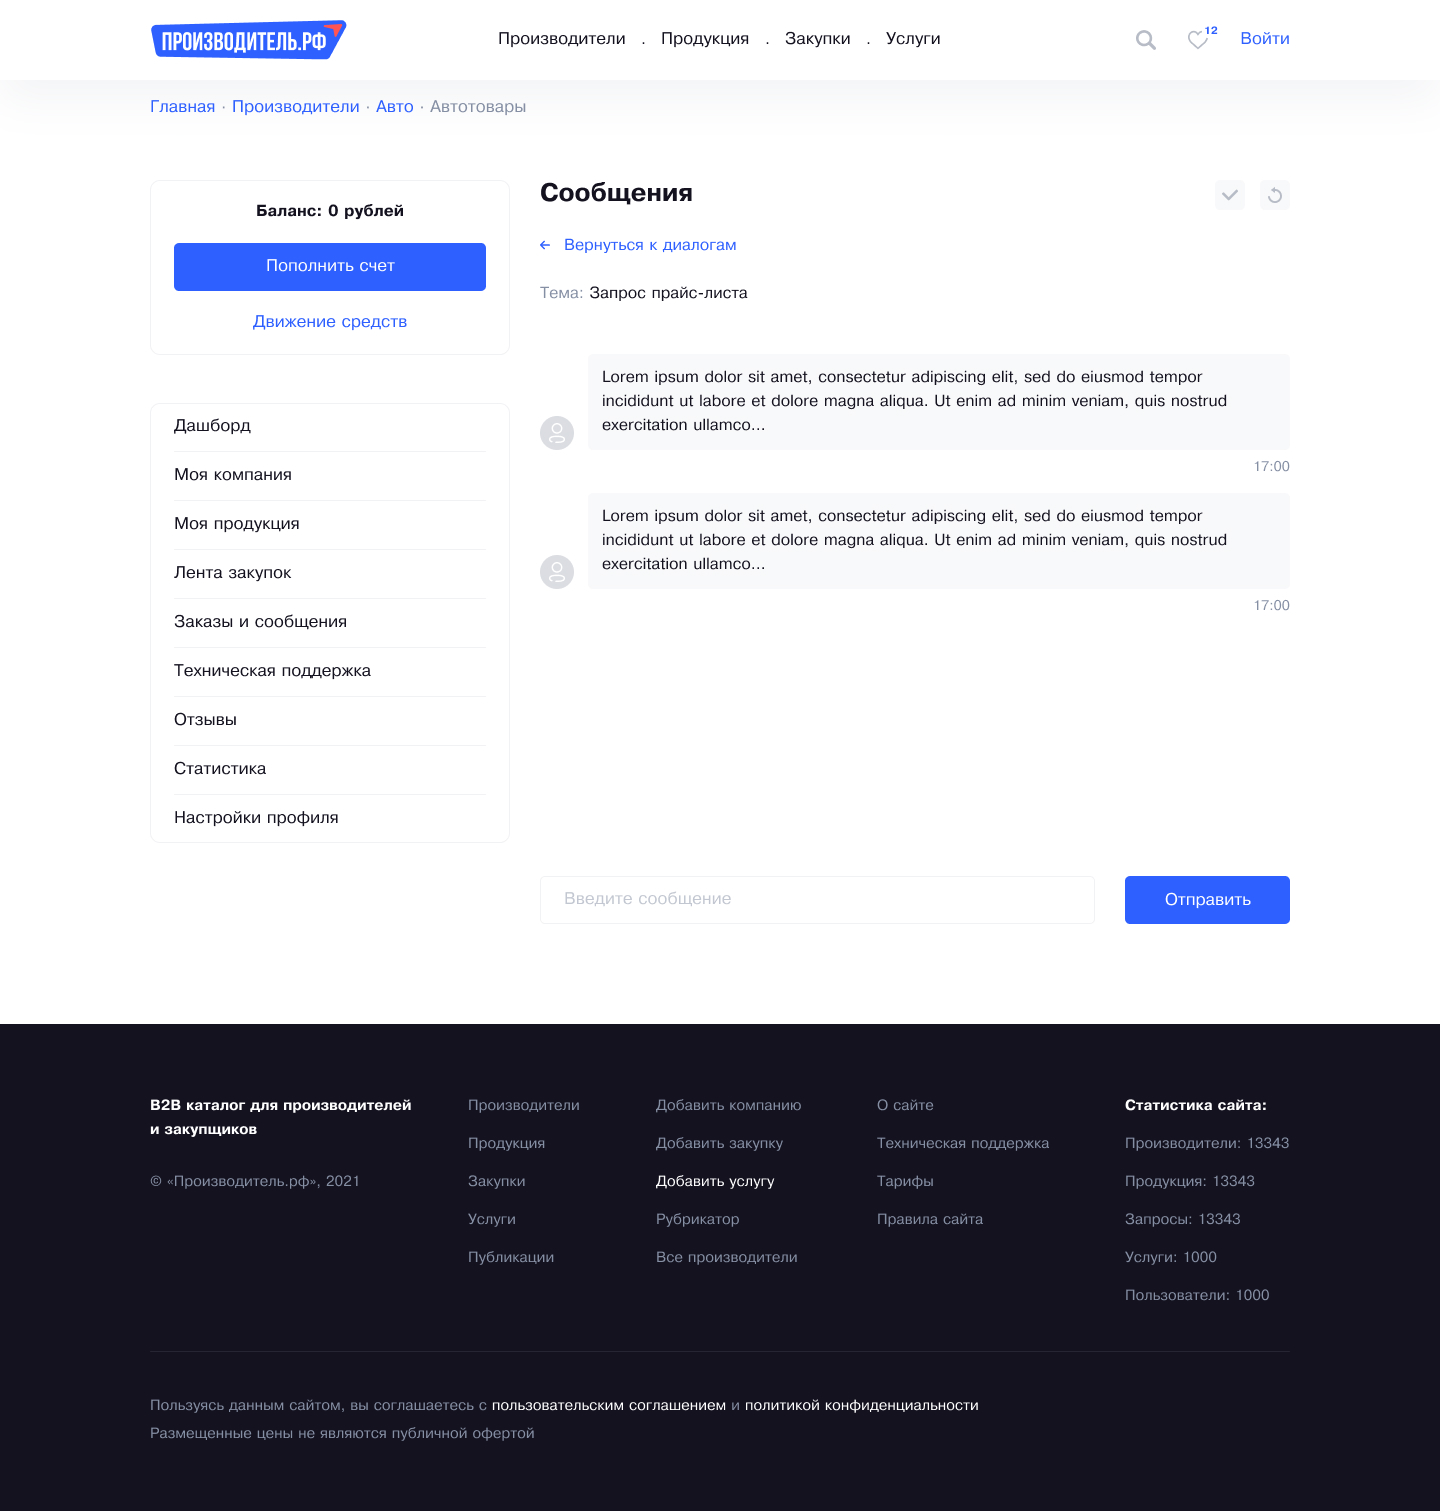 ПРОИЗВОДИТЕЛЬ.РФ
Производители . Продукция . Закупки . Услуги
12
Войти
Главная · Производители · Авто · Автотовары
Баланс: 0 рублей
Пополнить счет
Движение средств
Дашборд
Моя компания
Моя продукция
Лента закупок
Заказы и сообщения
Техническая поддержка
Отзывы
Статистика
Настройки профиля
Сообщения
← Вернуться к диалогам
Тема: Запрос прайс-листа
Lorem ipsum dolor sit amet, consectetur adipiscing elit, sed do eiusmod tempor
incididunt ut labore et dolore magna aliqua. Ut enim ad minim veniam, quis nostrud
exercitation ullamco...
17:00
Lorem ipsum dolor sit amet, consectetur adipiscing elit, sed do eiusmod tempor
incididunt ut labore et dolore magna aliqua. Ut enim ad minim veniam, quis nostrud
exercitation ullamco...
17:00
Введите сообщение
Отправить
B2B каталог для производителей
и закупщиков
© «Производитель.рф», 2021
Производители
Продукция
Закупки
Услуги
Публикации
Добавить компанию
Добавить закупку
Добавить услугу
Рубрикатор
Все производители
О сайте
Техническая поддержка
Тарифы
Правила сайта
Статистика сайта:
Производители: 13343
Продукция: 13343
Запросы: 13343
Услуги: 1000
Пользователи: 1000
Пользуясь данным сайтом, вы соглашаетесь с пользовательским соглашением и политикой конфиденциальности
Размещенные цены не являются публичной офертой